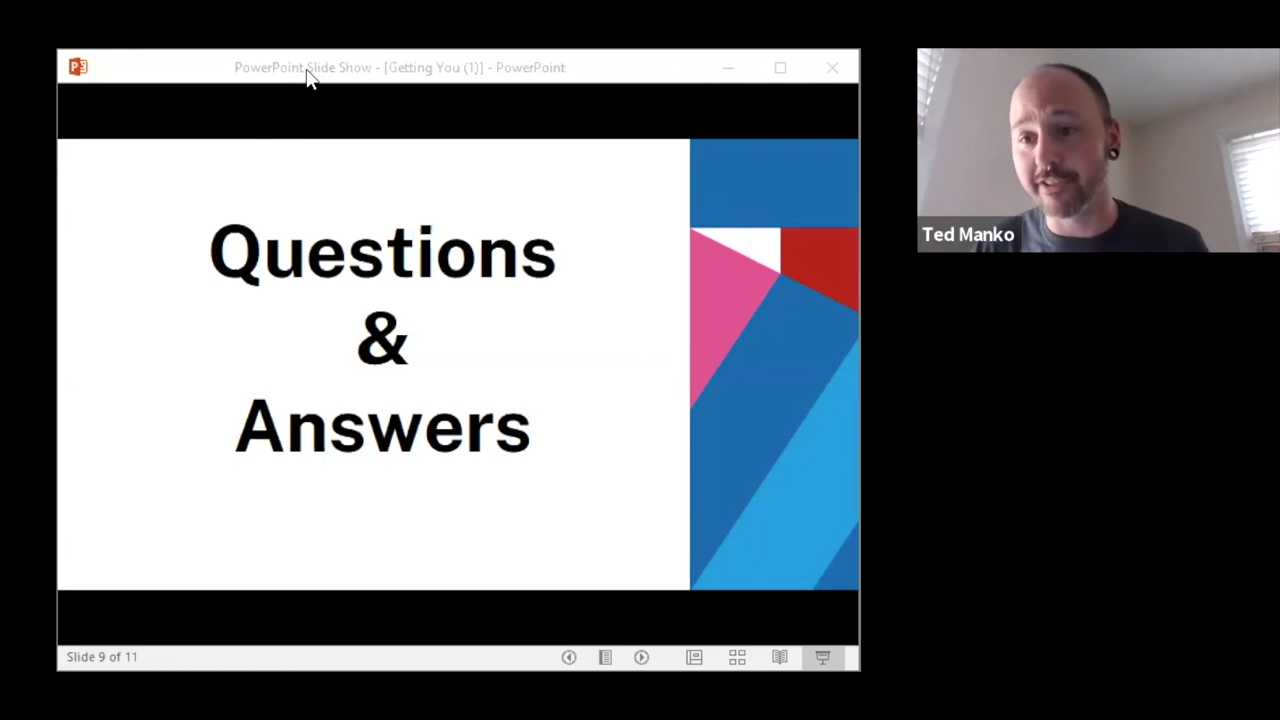 PowerPoint Slide Show - [Getting You (1)] - PowerPoint
Questions
&
Answers
Ted Manko
Slide 9 of 11